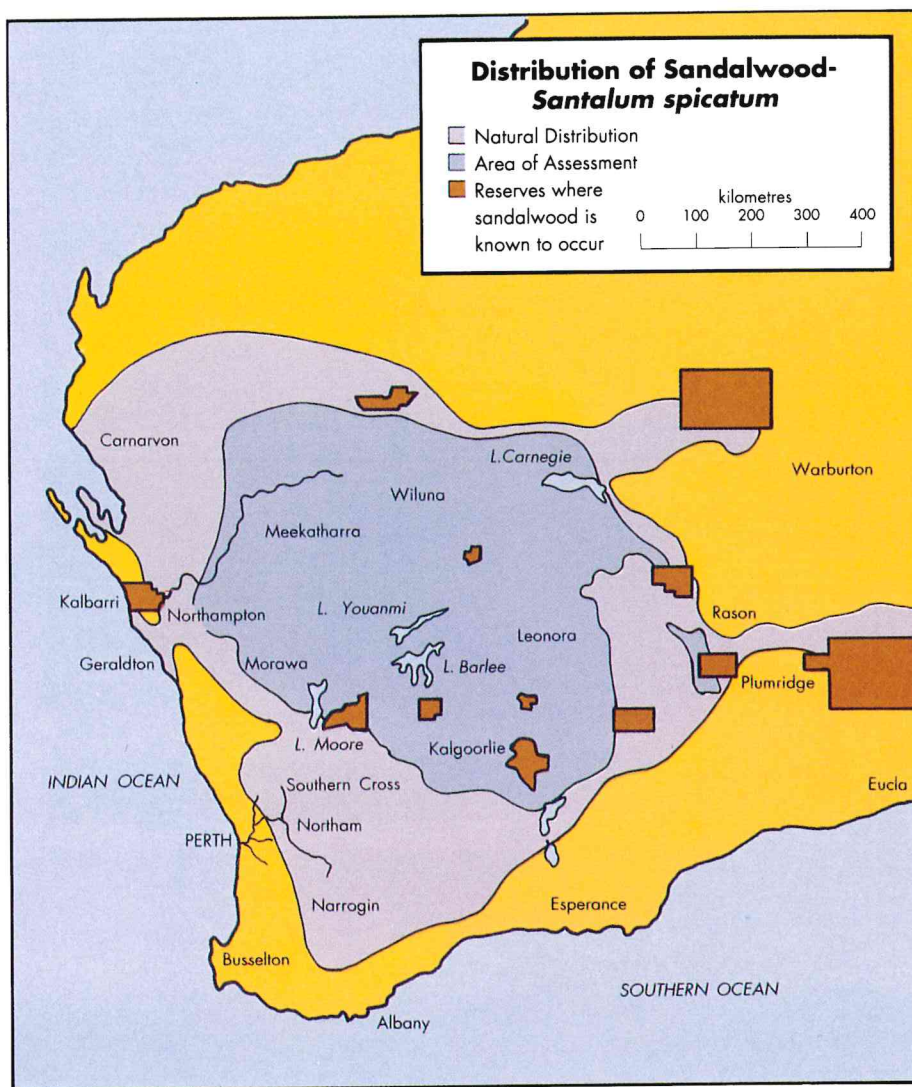 Distribution of Sandalwood-
Santalum spicatum
Natural Distribution
Area of Assessment
Reserves where
sandalwood is
known to occur
kilometres
0 100 200 300 400
Carnarvon
L.Carnegie
Warburton
Wiluna
Meekatharra
Kalbarri
Northampton
L. Youanmi
Rason
Leonora
Geraldton
Morawa
L. Barlee
Plumridge
L. Moore
Kalgoorlie
INDIAN OCEAN
Southern Cross
Eucla
Northam
PERTH
Narrogin
Esperance
Busselton
SOUTHERN OCEAN
Albany